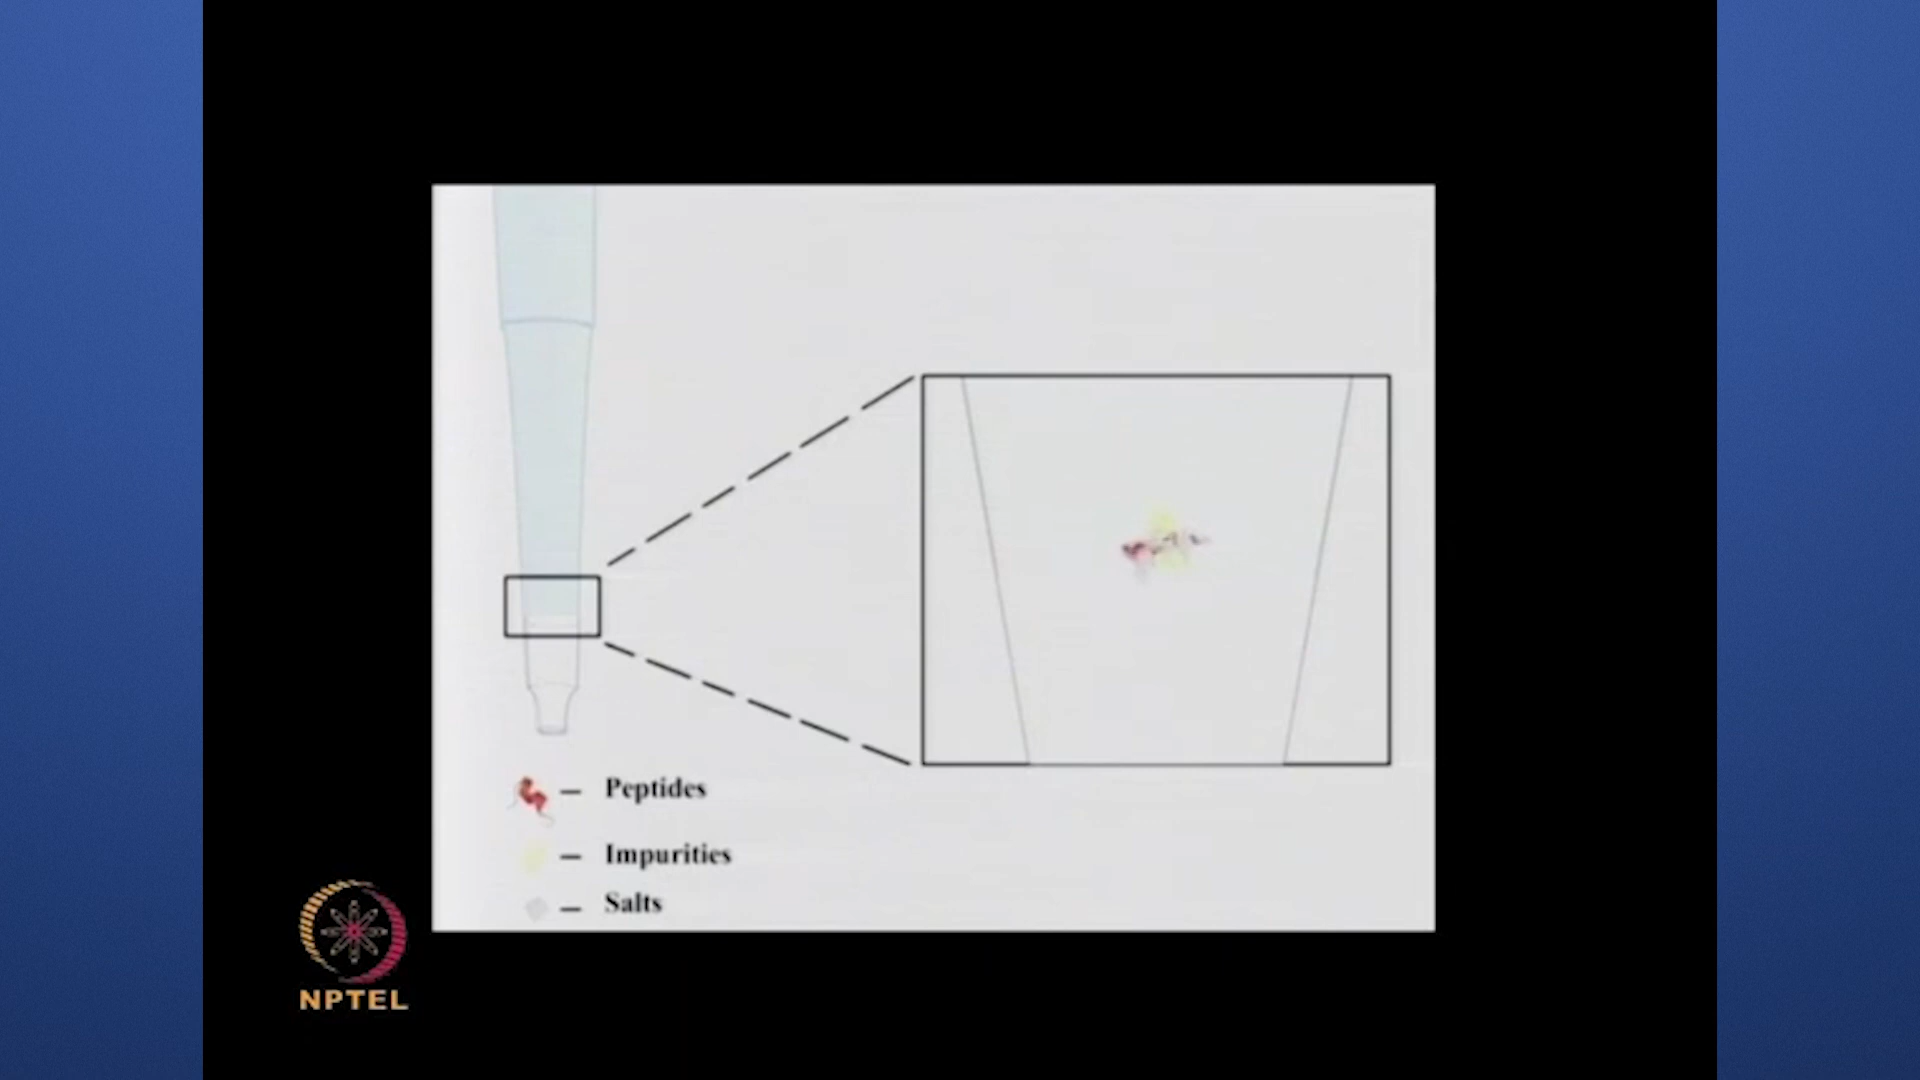 — Peptides
— Impurities
— Salts
NPTEL